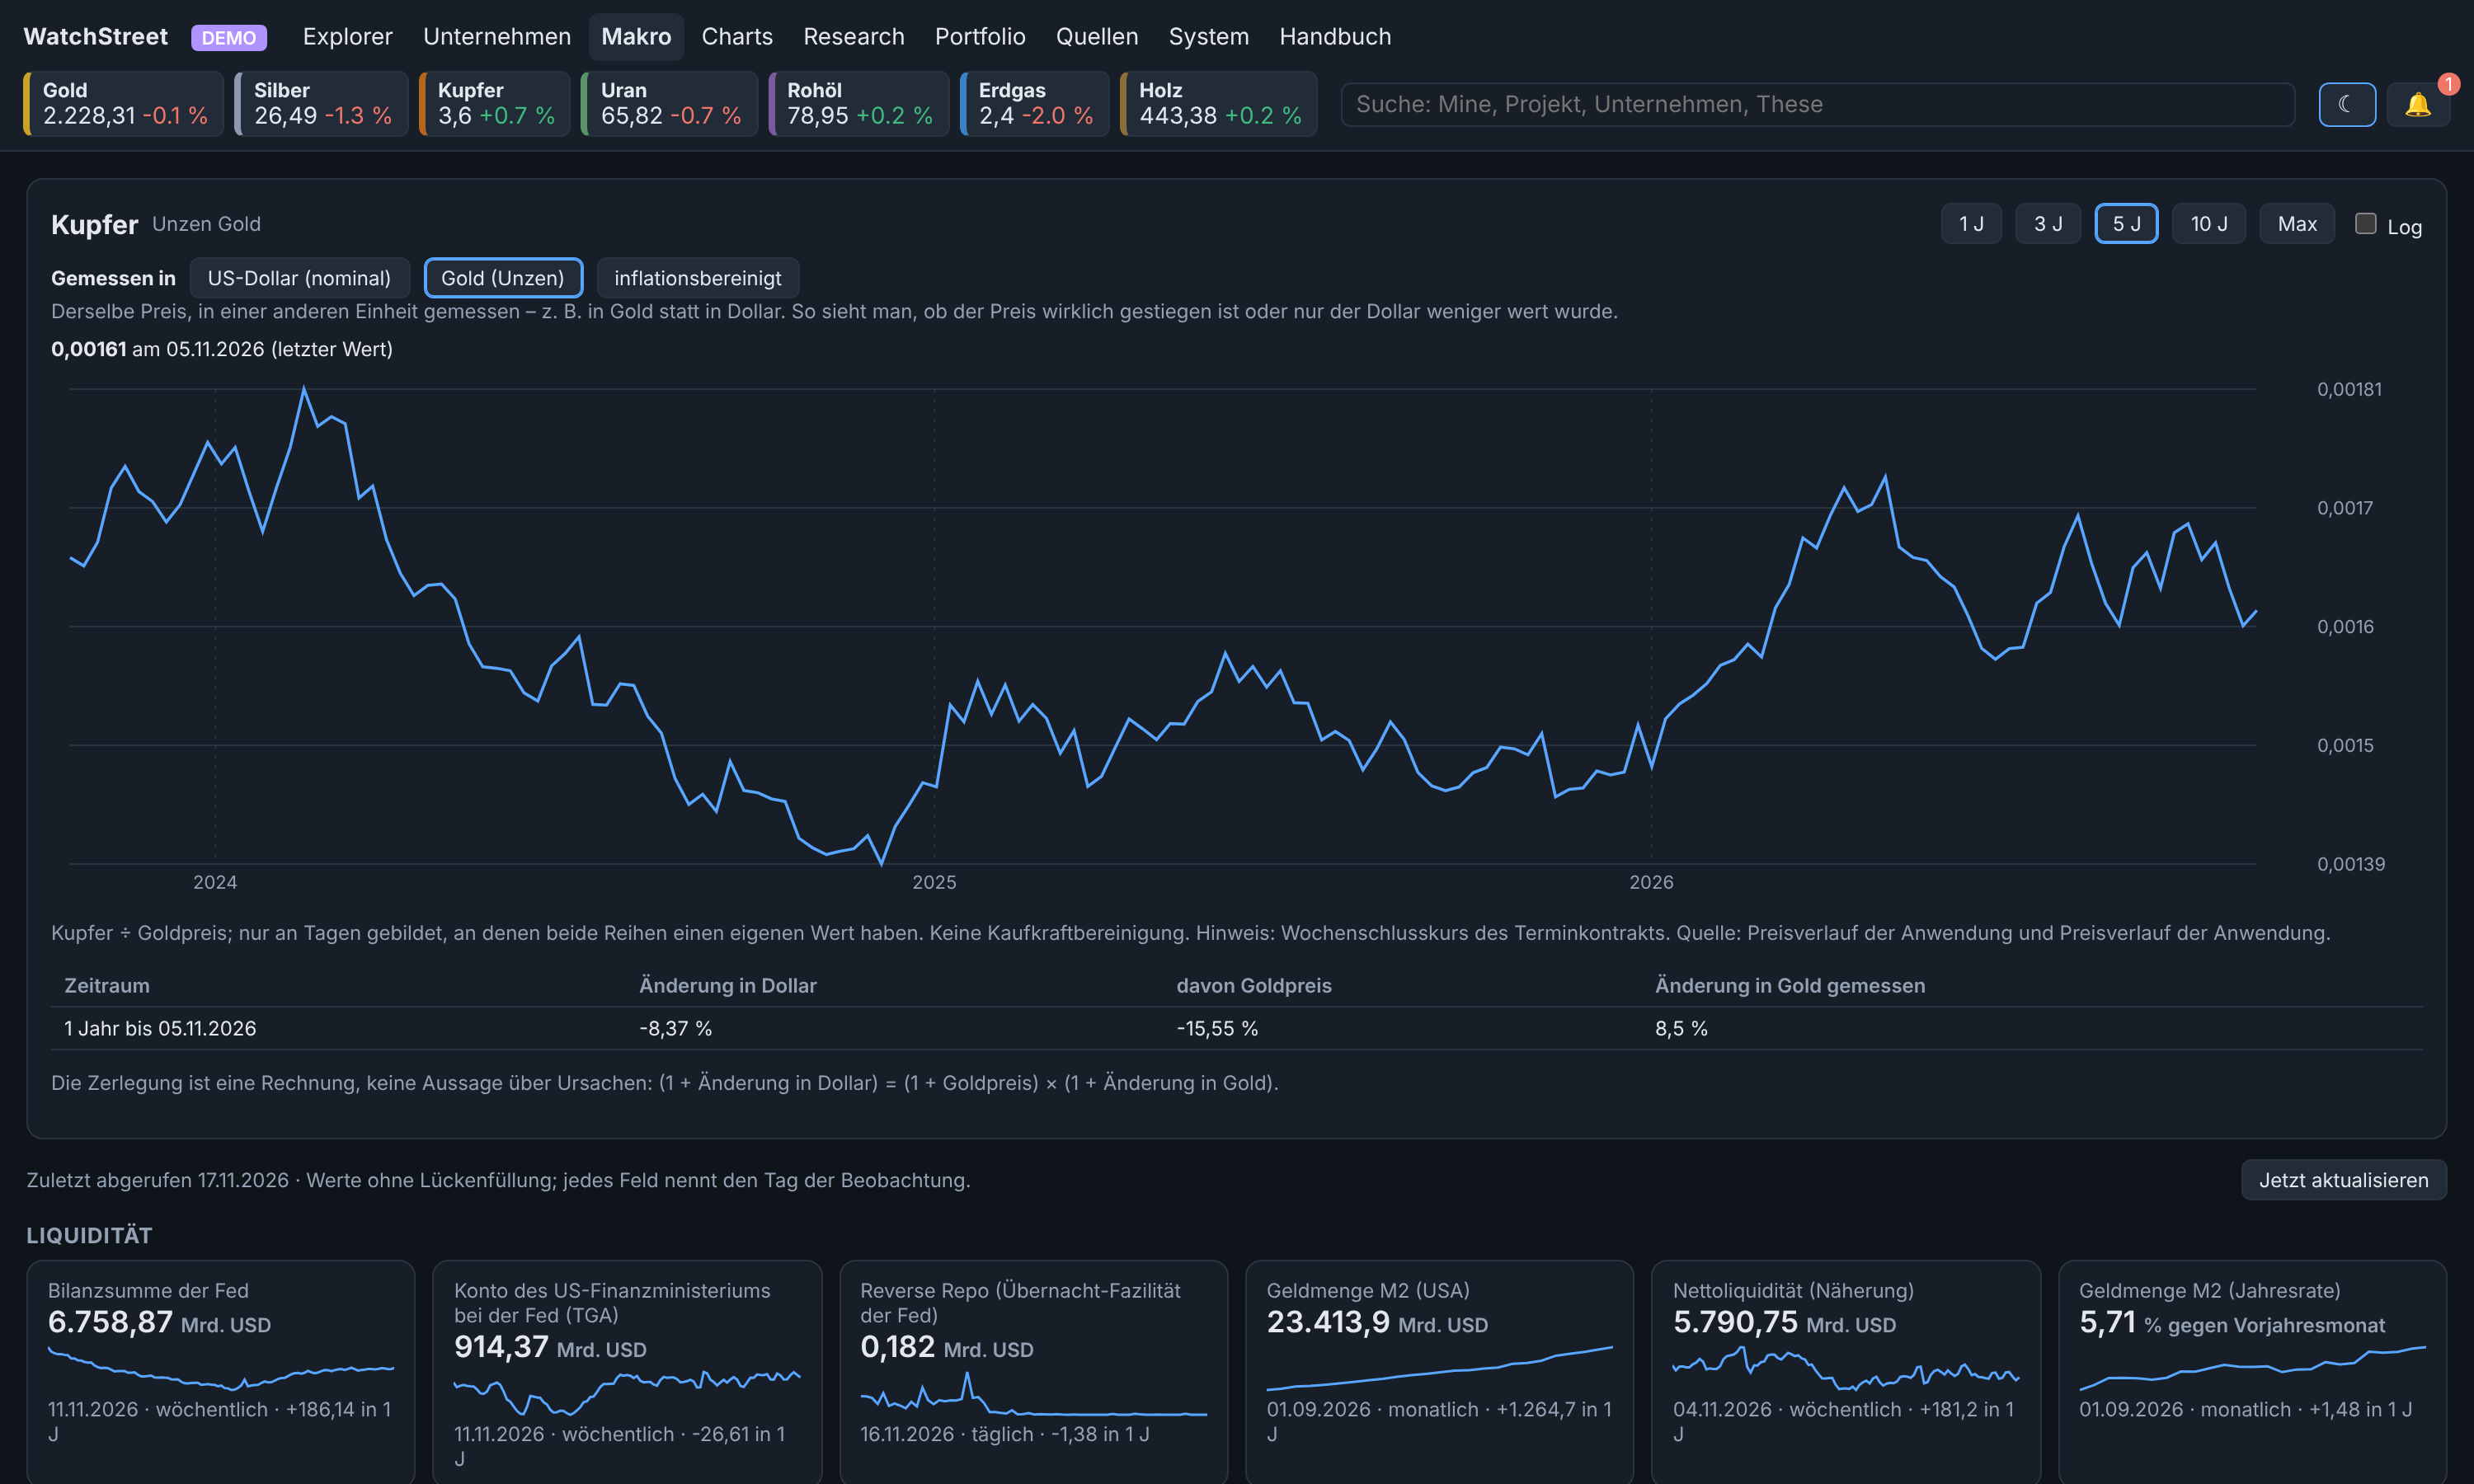 WatchStreet DEMO Explorer Unternehmen Makro Charts Research Portfolio Quellen System Handbuch
Gold
2.228,31 -0.1 %
Silber
26,49 -1.3 %
Kupfer
3,6 +0.7 %
Uran
65,82 -0.7 %
Rohöl
78,95 +0.2 %
Erdgas
2,4 -2.0 %
Holz
443,38 +0.2 %
Suche: Mine, Projekt, Unternehmen, These
1
Kupfer Unzen Gold
1 J 3 J 5 J 10 J Max Log
Gemessen in US-Dollar (nominal) Gold (Unzen) inflationsbereinigt
Derselbe Preis, in einer anderen Einheit gemessen – z. B. in Gold statt in Dollar. So sieht man, ob der Preis wirklich gestiegen ist oder nur der Dollar weniger wert wurde.
0,00161 am 05.11.2026 (letzter Wert)
0,00181
0,0017
0,0016
0,0015
0,00139
2024 2025 2026
Kupfer ÷ Goldpreis; nur an Tagen gebildet, an denen beide Reihen einen eigenen Wert haben. Keine Kaufkraftbereinigung. Hinweis: Wochenschlusskurs des Terminkontrakts. Quelle: Preisverlauf der Anwendung und Preisverlauf der Anwendung.
Zeitraum Änderung in Dollar davon Goldpreis Änderung in Gold gemessen
1 Jahr bis 05.11.2026 -8,37 % -15,55 % 8,5 %
Die Zerlegung ist eine Rechnung, keine Aussage über Ursachen: (1 + Änderung in Dollar) = (1 + Goldpreis) × (1 + Änderung in Gold).
Zuletzt abgerufen 17.11.2026 · Werte ohne Lückenfüllung; jedes Feld nennt den Tag der Beobachtung.
Jetzt aktualisieren
LIQUIDITÄT
Bilanzsumme der Fed
6.758,87 Mrd. USD
11.11.2026 · wöchentlich · +186,14 in 1
J
Konto des US-Finanzministeriums
bei der Fed (TGA)
914,37 Mrd. USD
11.11.2026 · wöchentlich · -26,61 in 1
J
Reverse Repo (Übernacht-Fazilität
der Fed)
0,182 Mrd. USD
16.11.2026 · täglich · -1,38 in 1 J
Geldmenge M2 (USA)
23.413,9 Mrd. USD
01.09.2026 · monatlich · +1.264,7 in 1
J
Nettoliquidität (Näherung)
5.790,75 Mrd. USD
04.11.2026 · wöchentlich · +181,2 in 1
J
Geldmenge M2 (Jahresrate)
5,71 % gegen Vorjahresmonat
01.09.2026 · monatlich · +1,48 in 1 J